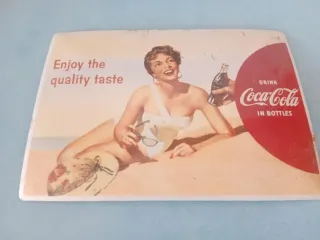 Enjoy the
quality taste
DRINK
Coca-Cola
IN BOTTLES